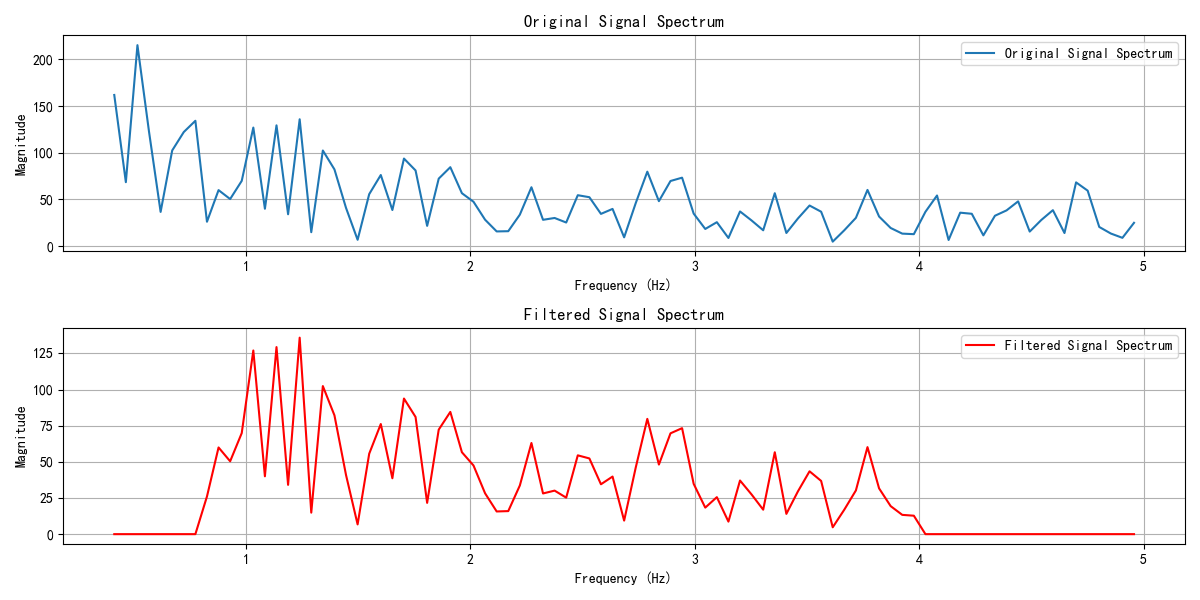 Original Signal Spectrum
200
150
100
50
0
Magnitude
Original Signal Spectrum
1 2 3 4 5
Frequency (Hz)
Filtered Signal Spectrum
125
100
75
50
25
0
Magnitude
Filtered Signal Spectrum
1 2 3 4 5
Frequency (Hz)